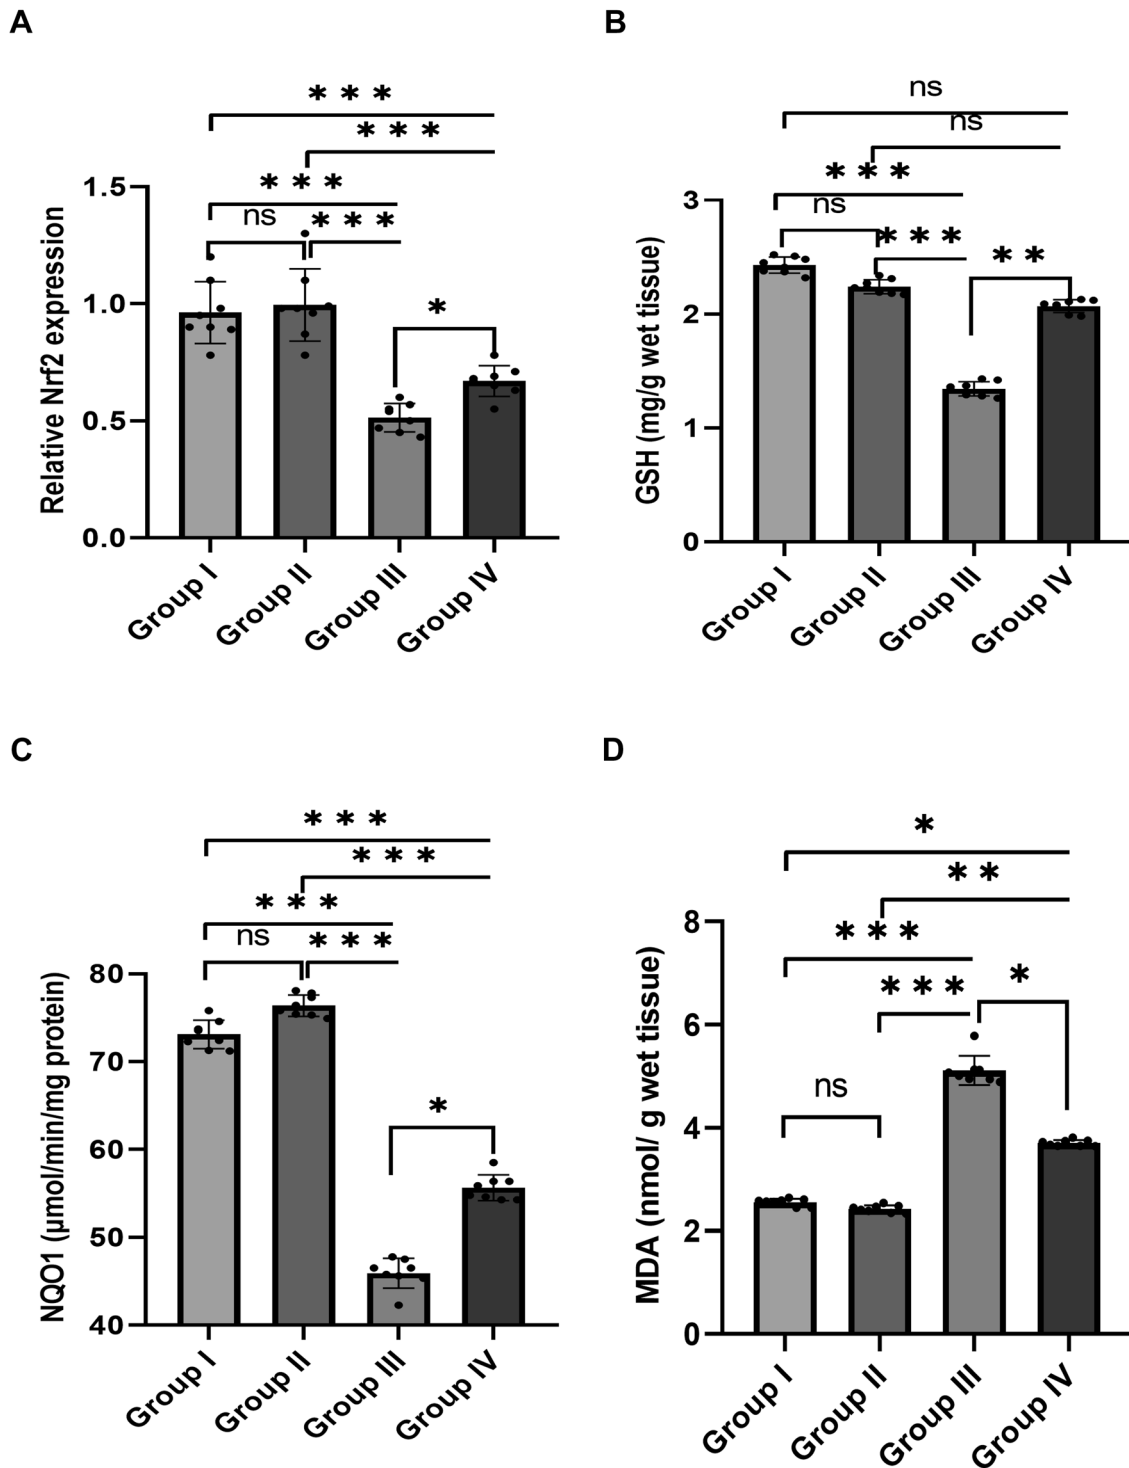 A
* * *
* * *
* * *
ns
* * *
*
1.5
1.0
0.5
0.0
Relative Nrf2 expression
Group I
Group II
Group III
Group IV
B
ns
ns
* * *
ns
* * *
* *
3
2
1
0
GSH (mg/g wet tissue)
Group I
Group II
Group III
Group IV
C
* * *
* * *
* * *
ns
* * *
*
80
70
60
50
40
NQO1 (μmol/min/mg protein)
Group I
Group II
Group III
Group IV
D
*
* *
* * *
* * *
*
ns
8
6
4
2
0
MDA (nmol/ g wet tissue)
Group I
Group II
Group III
Group IV